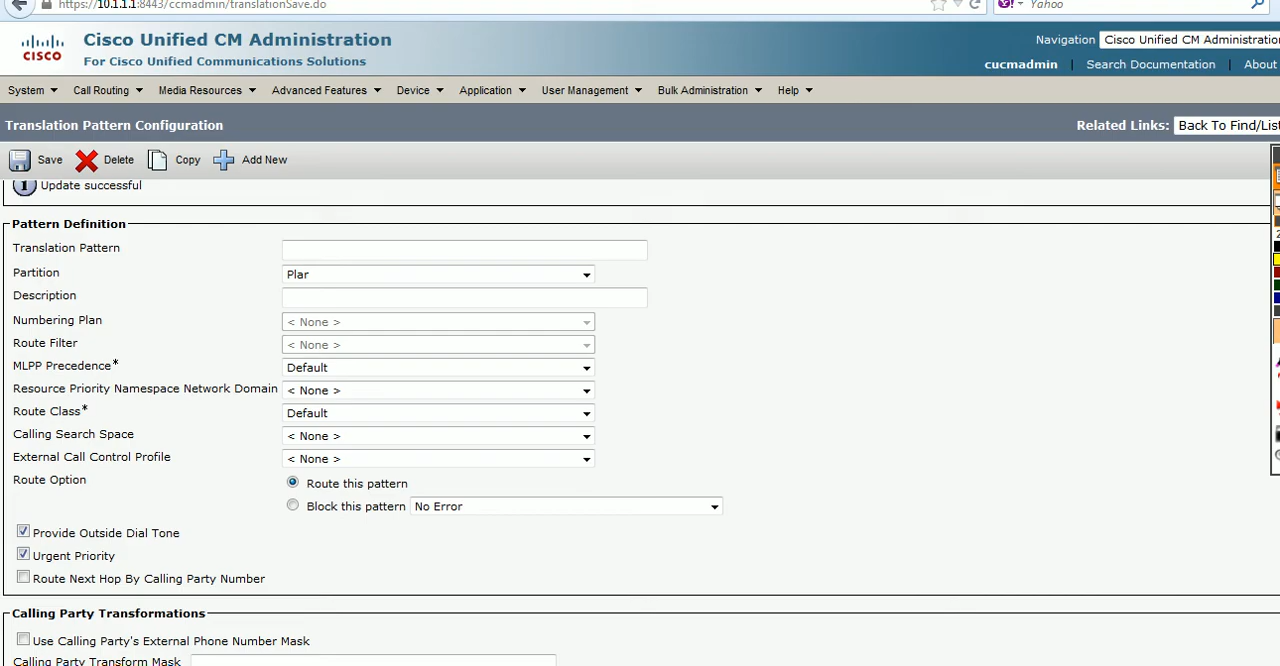 https://10.1.1.1:8443/ccmadmin/translationSave.do
Yahoo
CISCO
Cisco Unified CM Administration
For Cisco Unified Communications Solutions
Navigation Cisco Unified CM Administration
cucmadmin | Search Documentation | About
System Call Routing Media Resources Advanced Features Device Application User Management Bulk Administration Help
Translation Pattern Configuration
Related Links: Back To Find/List
Save Delete Copy Add New
Update successful
Pattern Definition
Translation Pattern
Partition Plar
Description
Numbering Plan < None >
Route Filter < None >
MLPP Precedence* Default
Resource Priority Namespace Network Domain < None >
Route Class* Default
Calling Search Space < None >
External Call Control Profile < None >
Route Option Route this pattern
Block this pattern No Error
Provide Outside Dial Tone
Urgent Priority
Route Next Hop By Calling Party Number
Calling Party Transformations
Use Calling Party's External Phone Number Mask
Calling Party Transform Mask